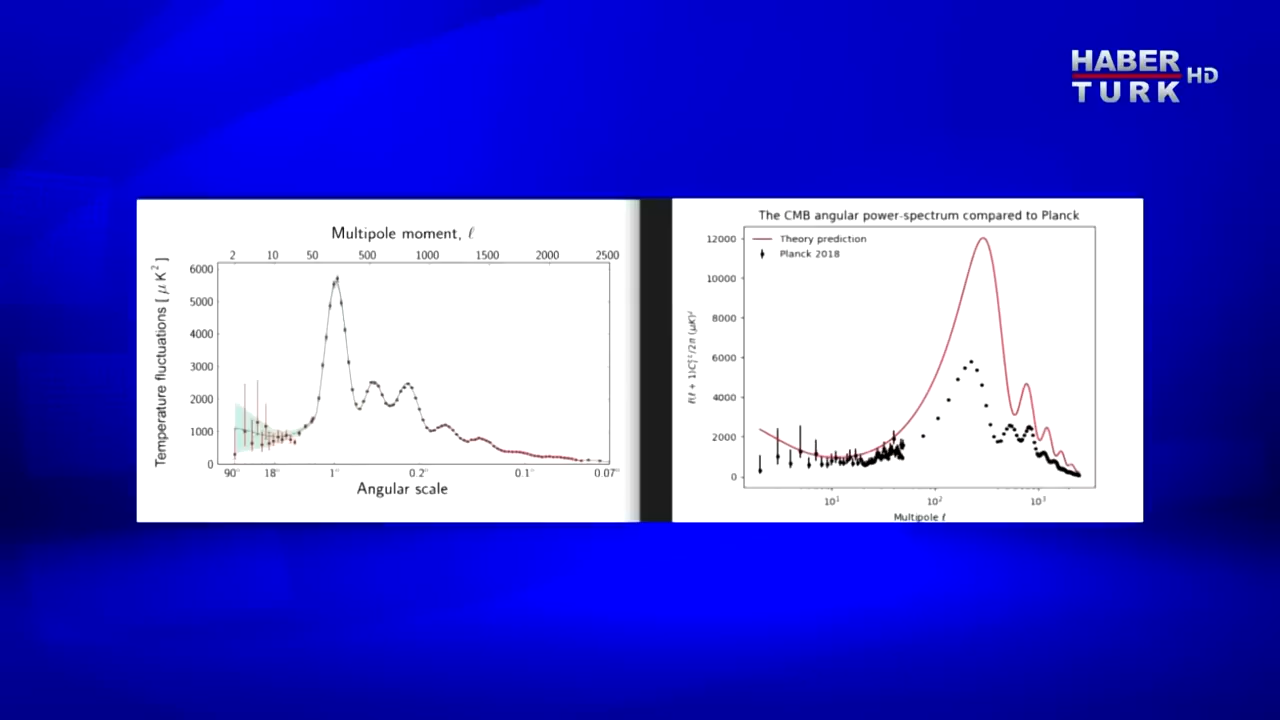 HABER
TURK HD
Multipole moment, ℓ
2 10 50 500 1000 1500 2000 2500
Temperature fluctuations [ μ K² ]
6000
5000
4000
3000
2000
1000
0
90° 18° 1° 0.2° 0.1° 0.07°
Angular scale
The CMB angular power-spectrum compared to Planck
Theory prediction
Planck 2018
12000
10000
8000
6000
4000
2000
0
10¹ 10² 10³
Multipole ℓ